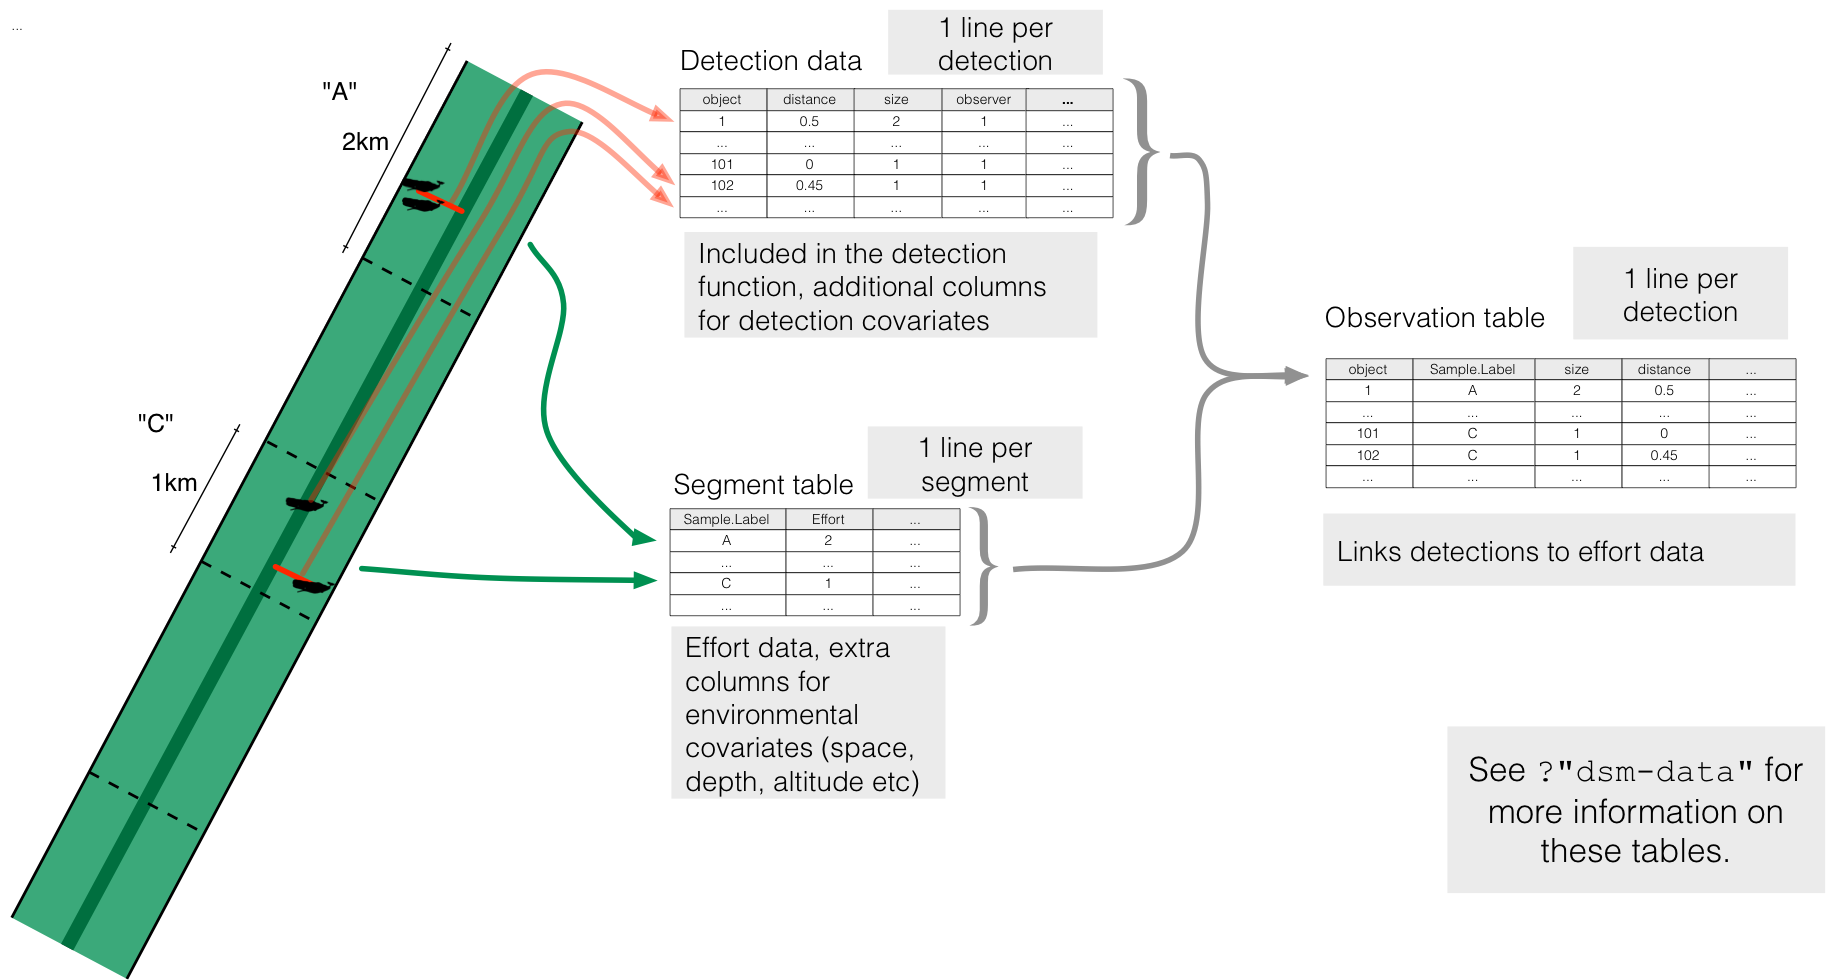 ...
"A"
2km
"C"
1km
Detection data
1 line per
detection
object distance size observer ...
1 0.5 2 1 ...
... ... ... ... ...
101 0 1 1 ...
102 0.45 1 1 ...
... ... ... ... ...
Included in the detection
function, additional columns
for detection covariates
Segment table
1 line per
segment
Sample.Label Effort ...
A 2 ...
... ... ...
C 1 ...
... ... ...
Effort data, extra
columns for
environmental
covariates (space,
depth, altitude etc)
Observation table
1 line per
detection
object Sample.Label size distance ...
1 A 2 0.5 ...
... ... ... ... ...
101 C 1 0 ...
102 C 1 0.45 ...
... ... ... ... ...
Links detections to effort data
See ?"dsm-data" for
more information on
these tables.